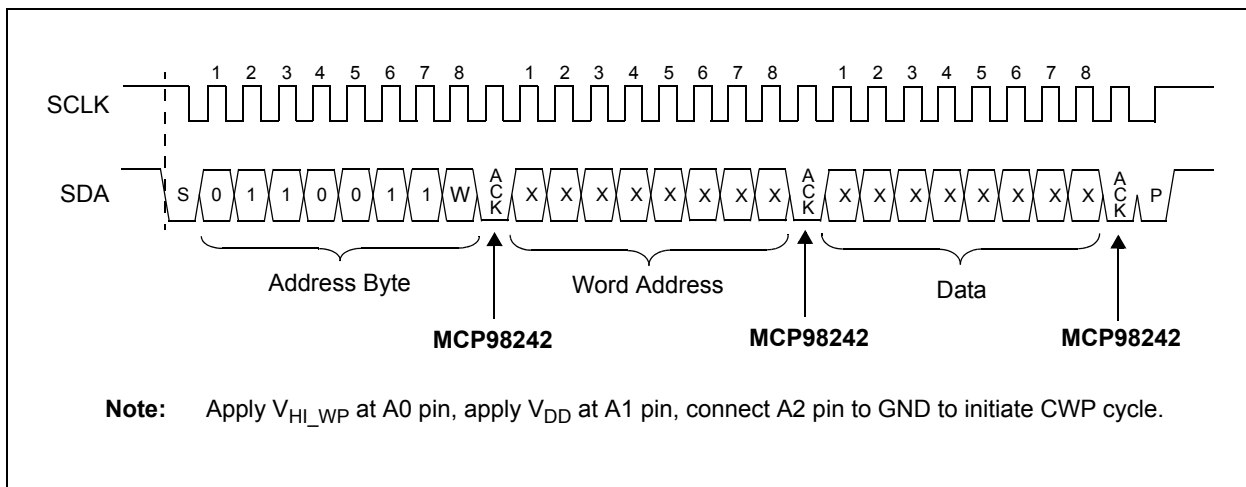 1 2 3 4 5 6 7 8 1 2 3 4 5 6 7 8 1 2 3 4 5 6 7 8
SCLK
SDA S 0 1 1 0 0 1 1 W ACK X X X X X X X X ACK X X X X X X X X ACK P
Address Byte Word Address Data
MCP98242 MCP98242 MCP98242
Note: Apply VHI_WP at A0 pin, apply VDD at A1 pin, connect A2 pin to GND to initiate CWP cycle.